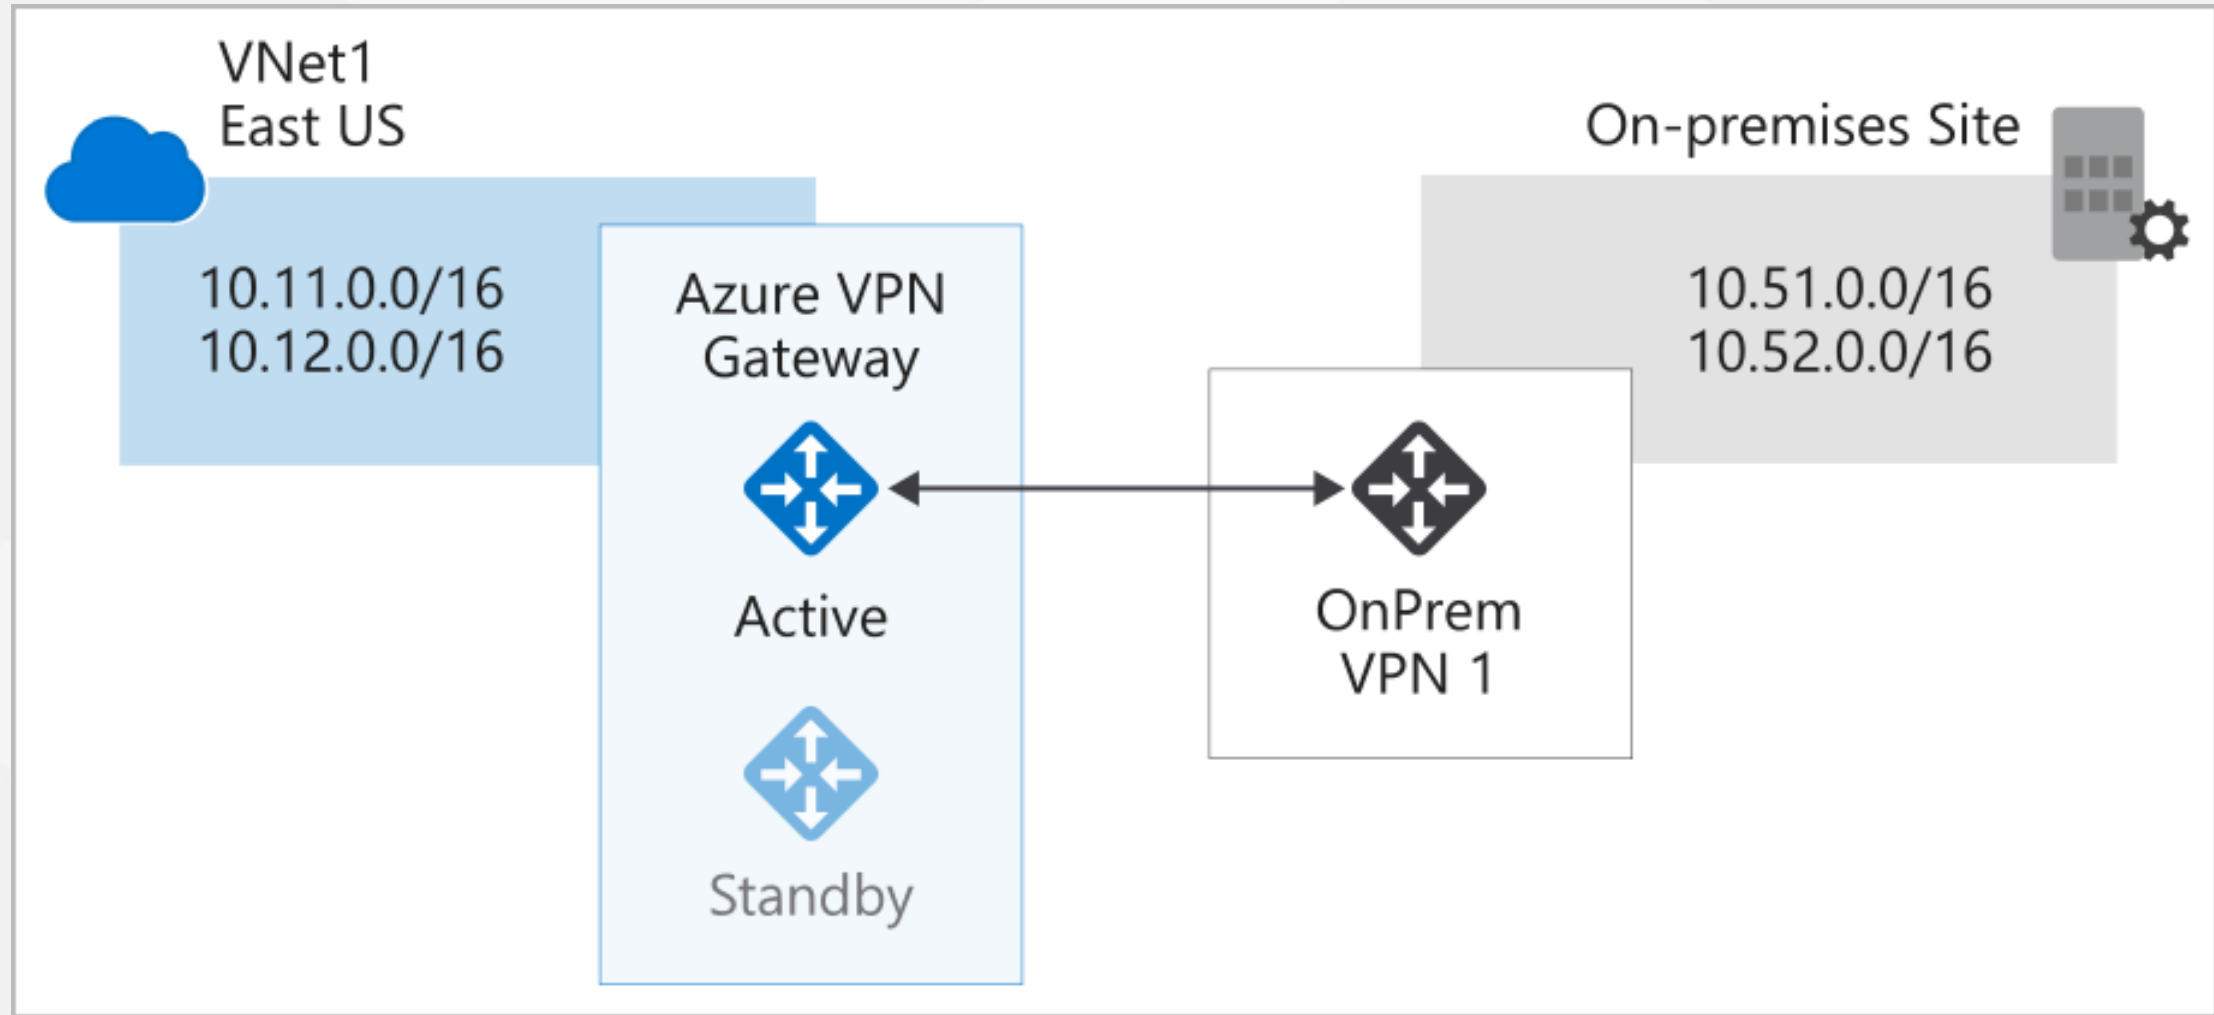 VNet1
East US
10.11.0.0/16
10.12.0.0/16
Azure VPN
Gateway
Active
Standby
OnPrem
VPN 1
On-premises Site
10.51.0.0/16
10.52.0.0/16